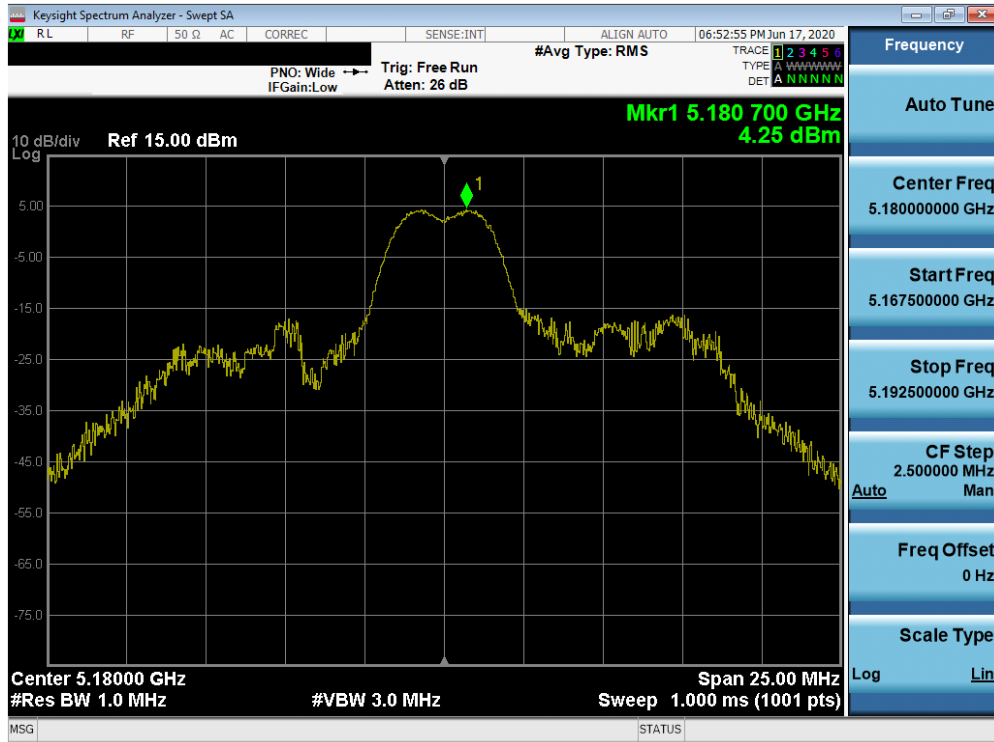 Keysight Spectrum Analyzer - Swept SA
LXI RL RF 50 Ω AC CORREC SENSE:INT ALIGN AUTO 06:52:55 PM Jun 17, 2020
#Avg Type: RMS
TRACE 1 2 3 4 5 6
TYPE A WWWWW
DET A N N N N N
PNO: Wide Trig: Free Run
IFGain:Low Atten: 26 dB
Mkr1 5.180 700 GHz
4.25 dBm
10 dB/div Ref 15.00 dBm
Log
1
5.00
-5.00
-15.0
-25.0
-35.0
-45.0
-55.0
-65.0
-75.0
Center 5.18000 GHz Span 25.00 MHz
#Res BW 1.0 MHz #VBW 3.0 MHz Sweep 1.000 ms (1001 pts)
MSG STATUS
Frequency
Auto Tune
Center Freq
5.180000000 GHz
Start Freq
5.167500000 GHz
Stop Freq
5.192500000 GHz
CF Step
2.500000 MHz
Auto Man
Freq Offset
0 Hz
Scale Type
Log Lin